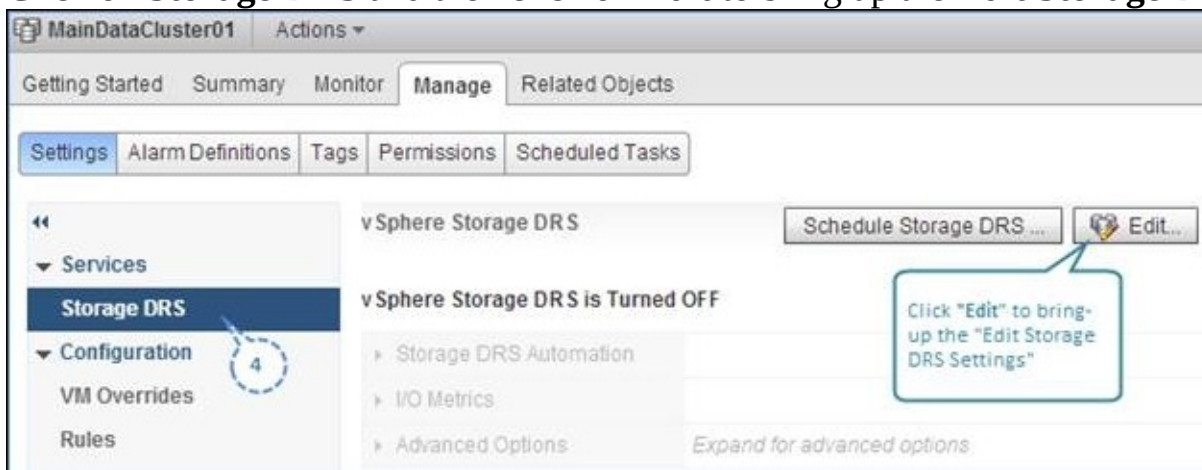 MainDataCluster01 Actions
Getting Started Summary Monitor Manage Related Objects
Settings Alarm Definitions Tags Permissions Scheduled Tasks
vSphere Storage DRS Schedule Storage DRS ... Edit...
Services
Storage DRS
Configuration
VM Overrides
Rules
4
vSphere Storage DRS is Turned OFF
Storage DRS Automation
I/O Metrics
Advanced Options Expand for advanced options
Click "Edit" to bring-
up the "Edit Storage
DRS Settings"